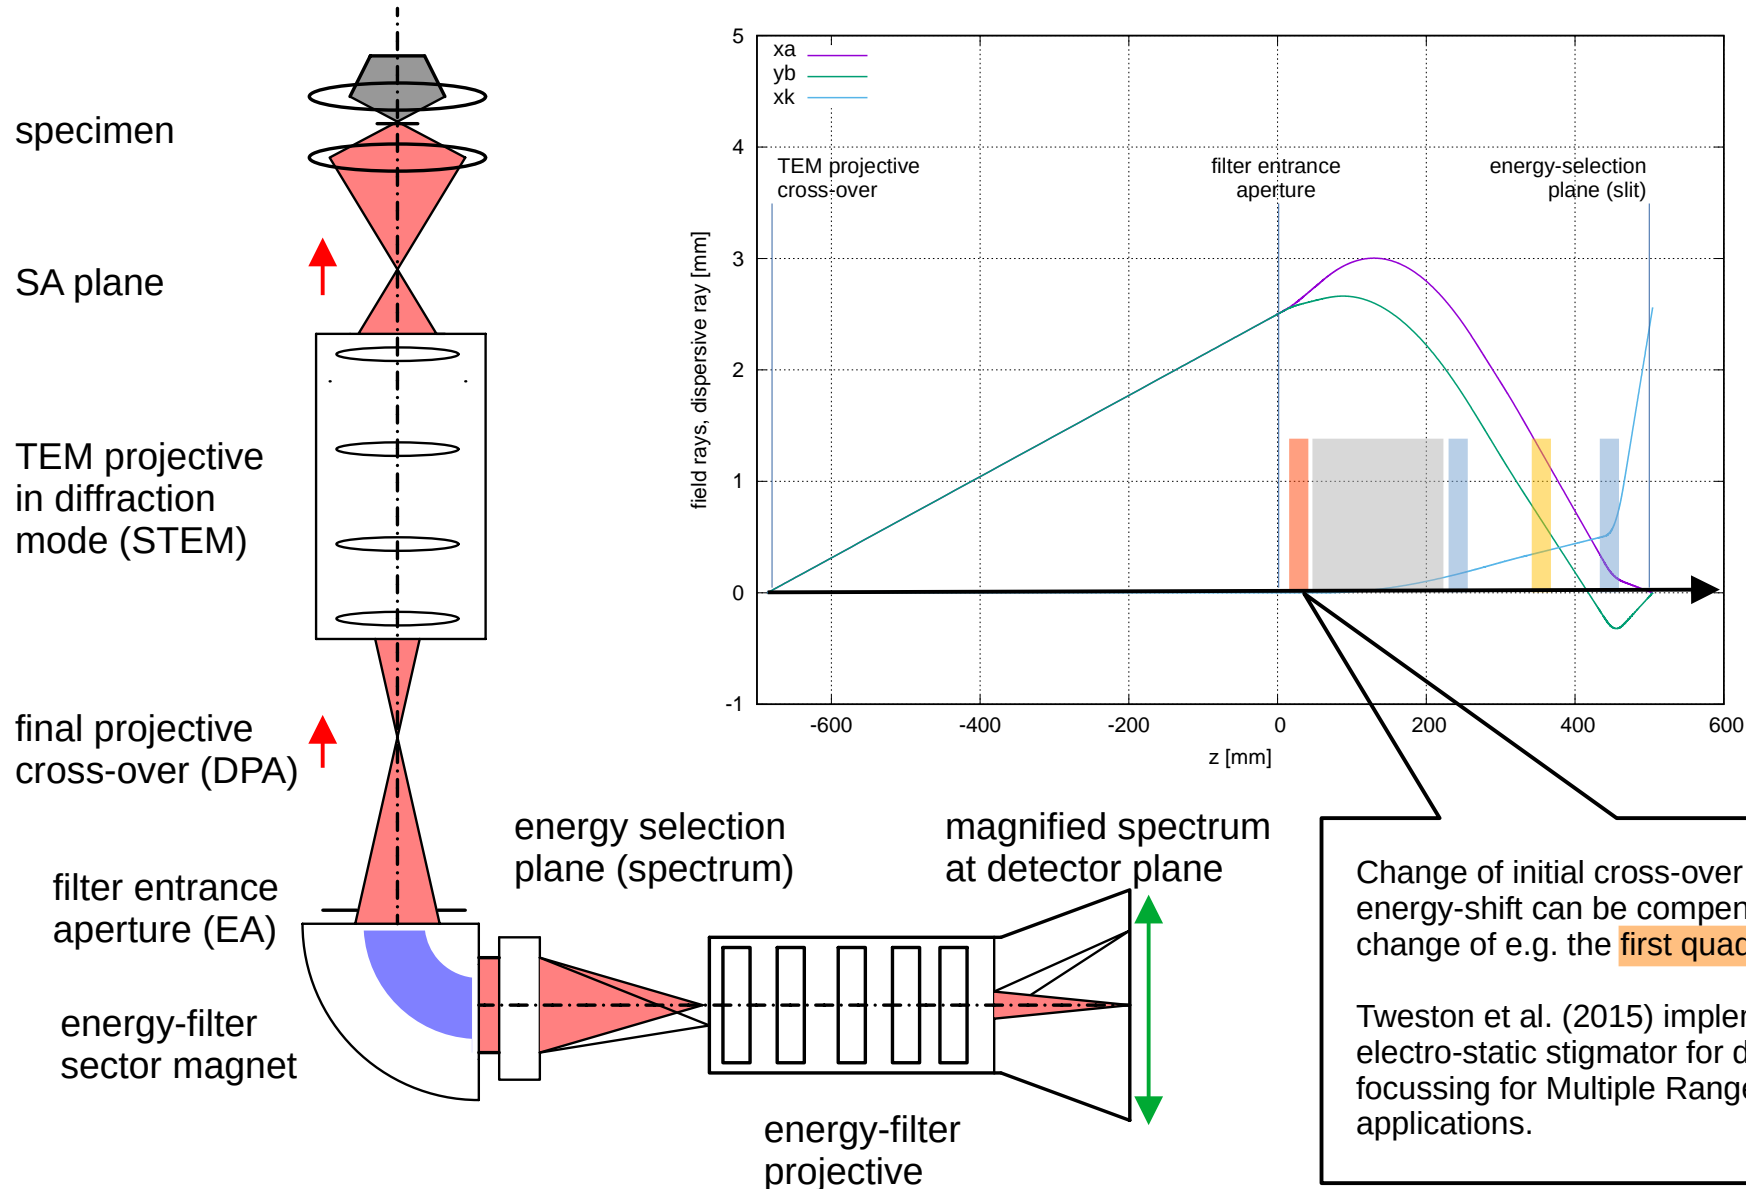 specimen
SA plane
TEM projective
in diffraction
mode (STEM)
final projective
cross-over (DPA)
filter entrance
aperture (EA)
energy-filter
sector magnet
energy selection
plane (spectrum)
magnified spectrum
at detector plane
energy-filter
projective
xa
yb
xk
TEM projective
cross-over
filter entrance
aperture
energy-selection
plane (slit)
field rays, dispersive ray [mm]
5
4
3
2
1
0
-1
-600
-400
-200
0
200
400
600
z [mm]
Change of initial cross-over
energy-shift can be
change of e.g. the first
Tweston et al. (2015)
electro-static stigmator for
focussing for Multiple
applications.